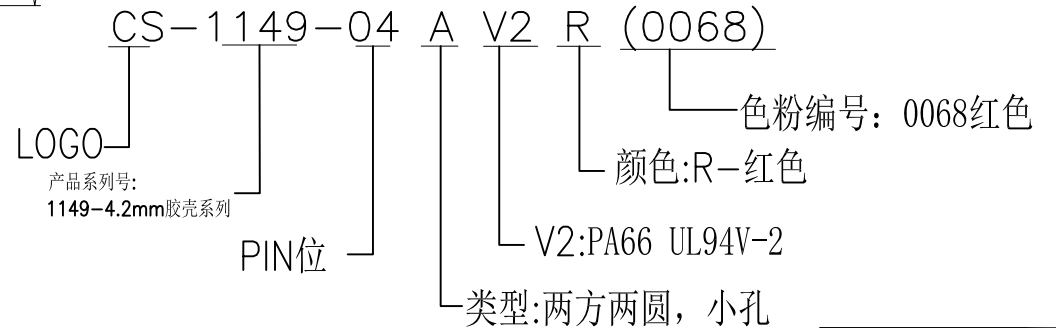 CS-1149-04 A V2 R (0068)
色粉编号：0068红色
LOGO
颜色:R-红色
产品系列号:
1149-4.2mm胶壳系列
PIN位
V2:PA66 UL94V-2
类型:两方两圆，小孔